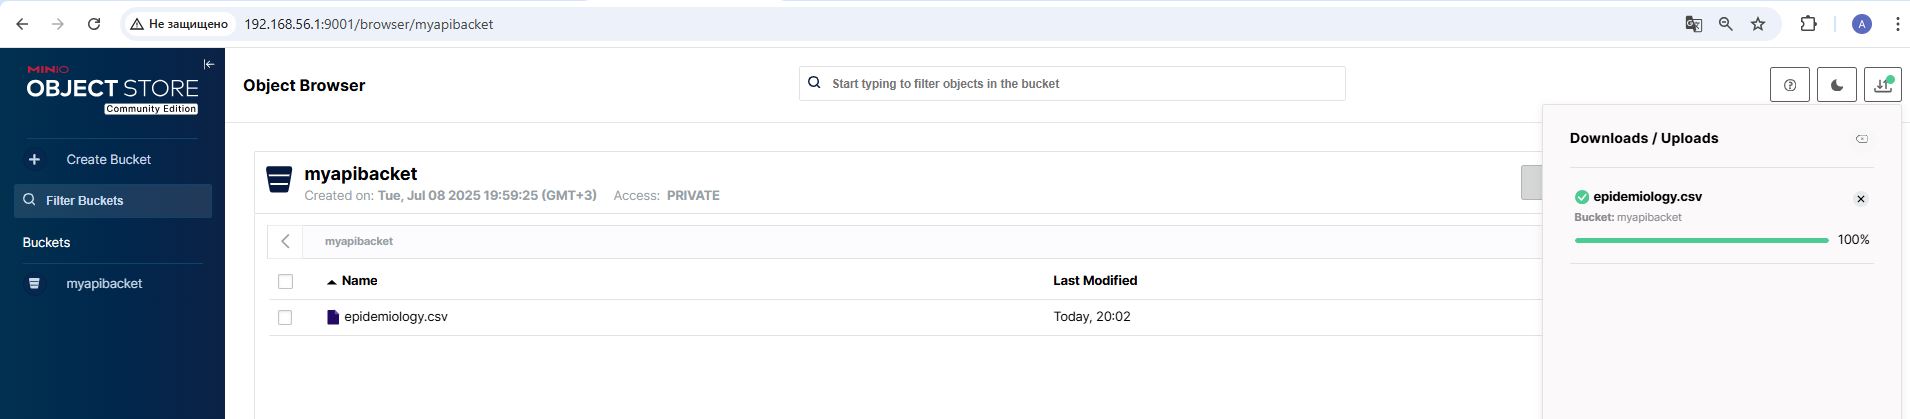 Не защищено
192.168.56.1:9001/browser/myapibacket
A
MINIO
OBJECT STORE
Community Edition
Create Bucket
Filter Buckets
Buckets
myapibacket
Object Browser
Start typing to filter objects in the bucket
myapibacket
Created on: Tue, Jul 08 2025 19:59:25 (GMT+3) Access: PRIVATE
myapibacket
Name Last Modified
epidemiology.csv Today, 20:02
Downloads / Uploads
epidemiology.csv
Bucket: myapibacket
100%